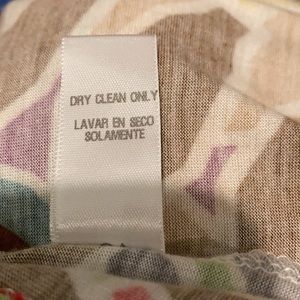 DRY CLEAN ONLY
LAVAR EN SECO
SOLAMENTE